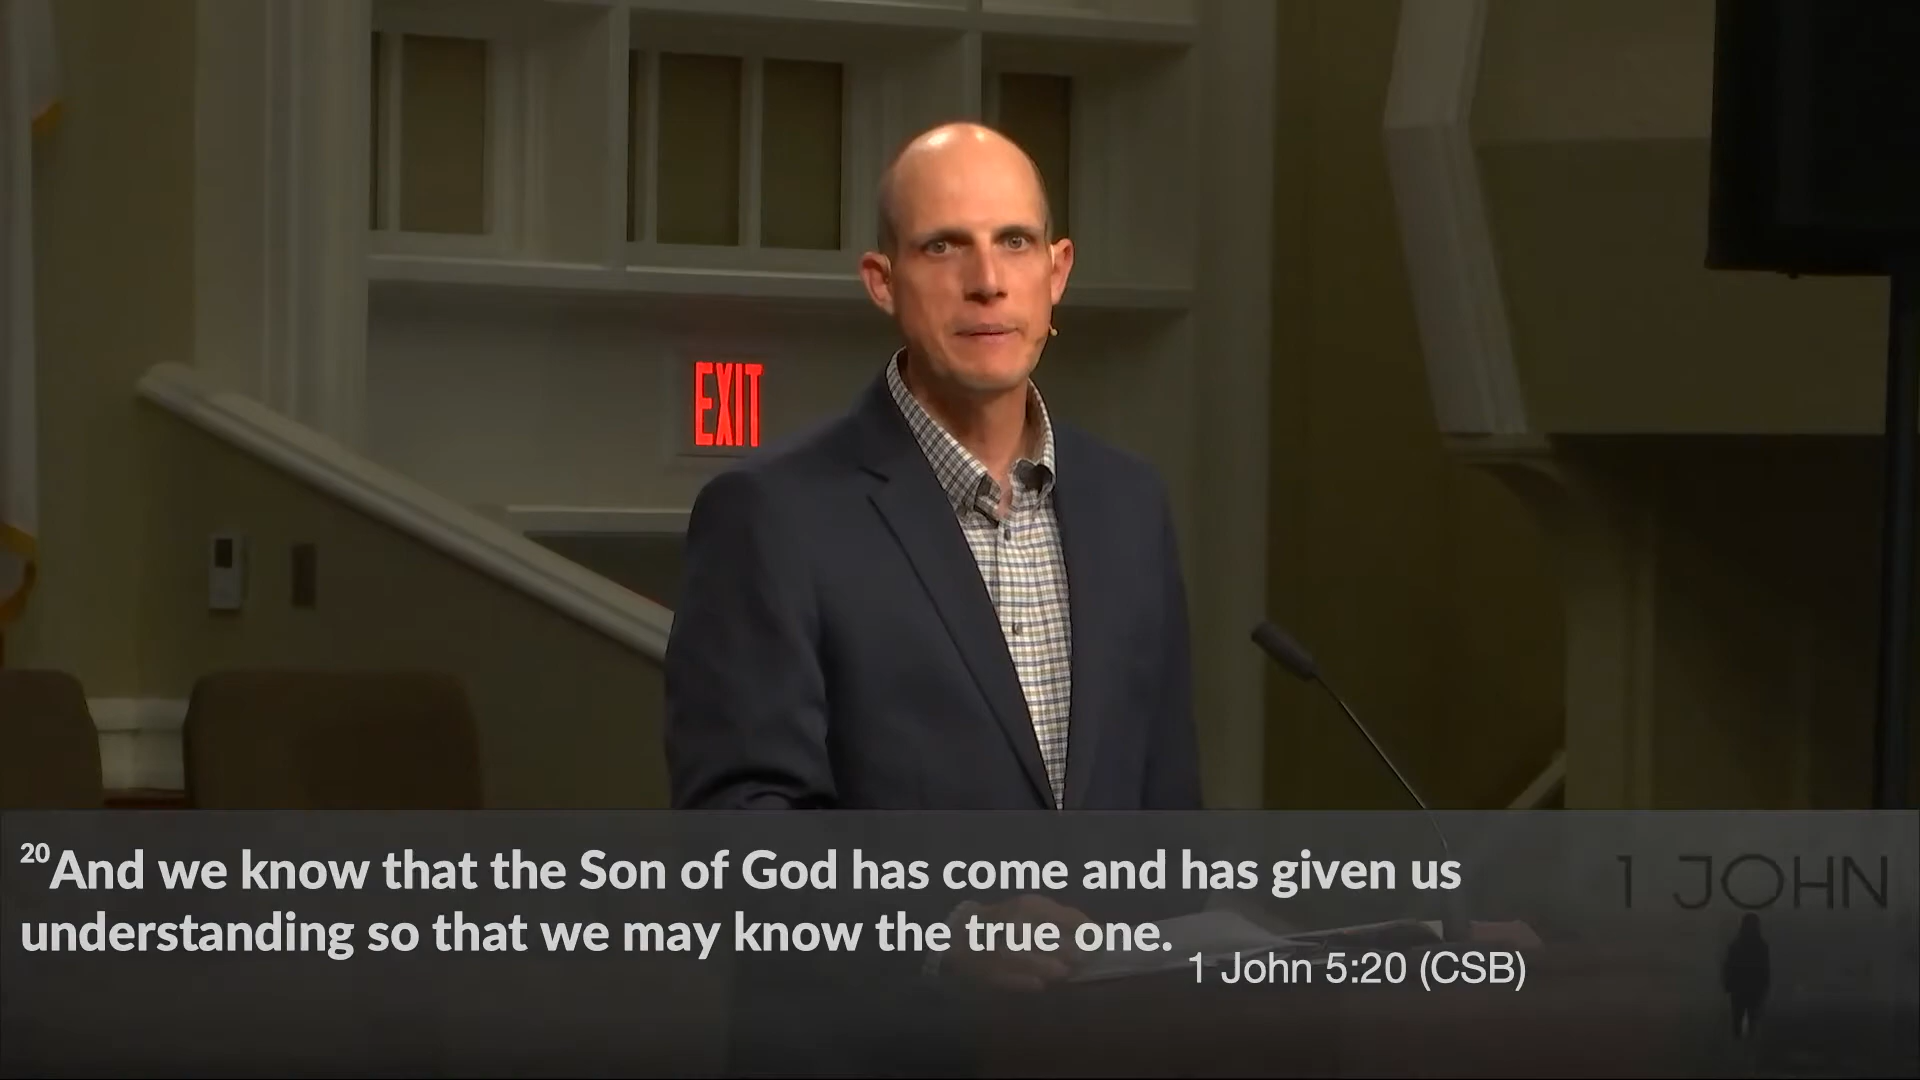 EXIT
20And we know that the Son of God has come and has given us
understanding so that we may know the true one.
1 John 5:20 (CSB)
1 JOHN